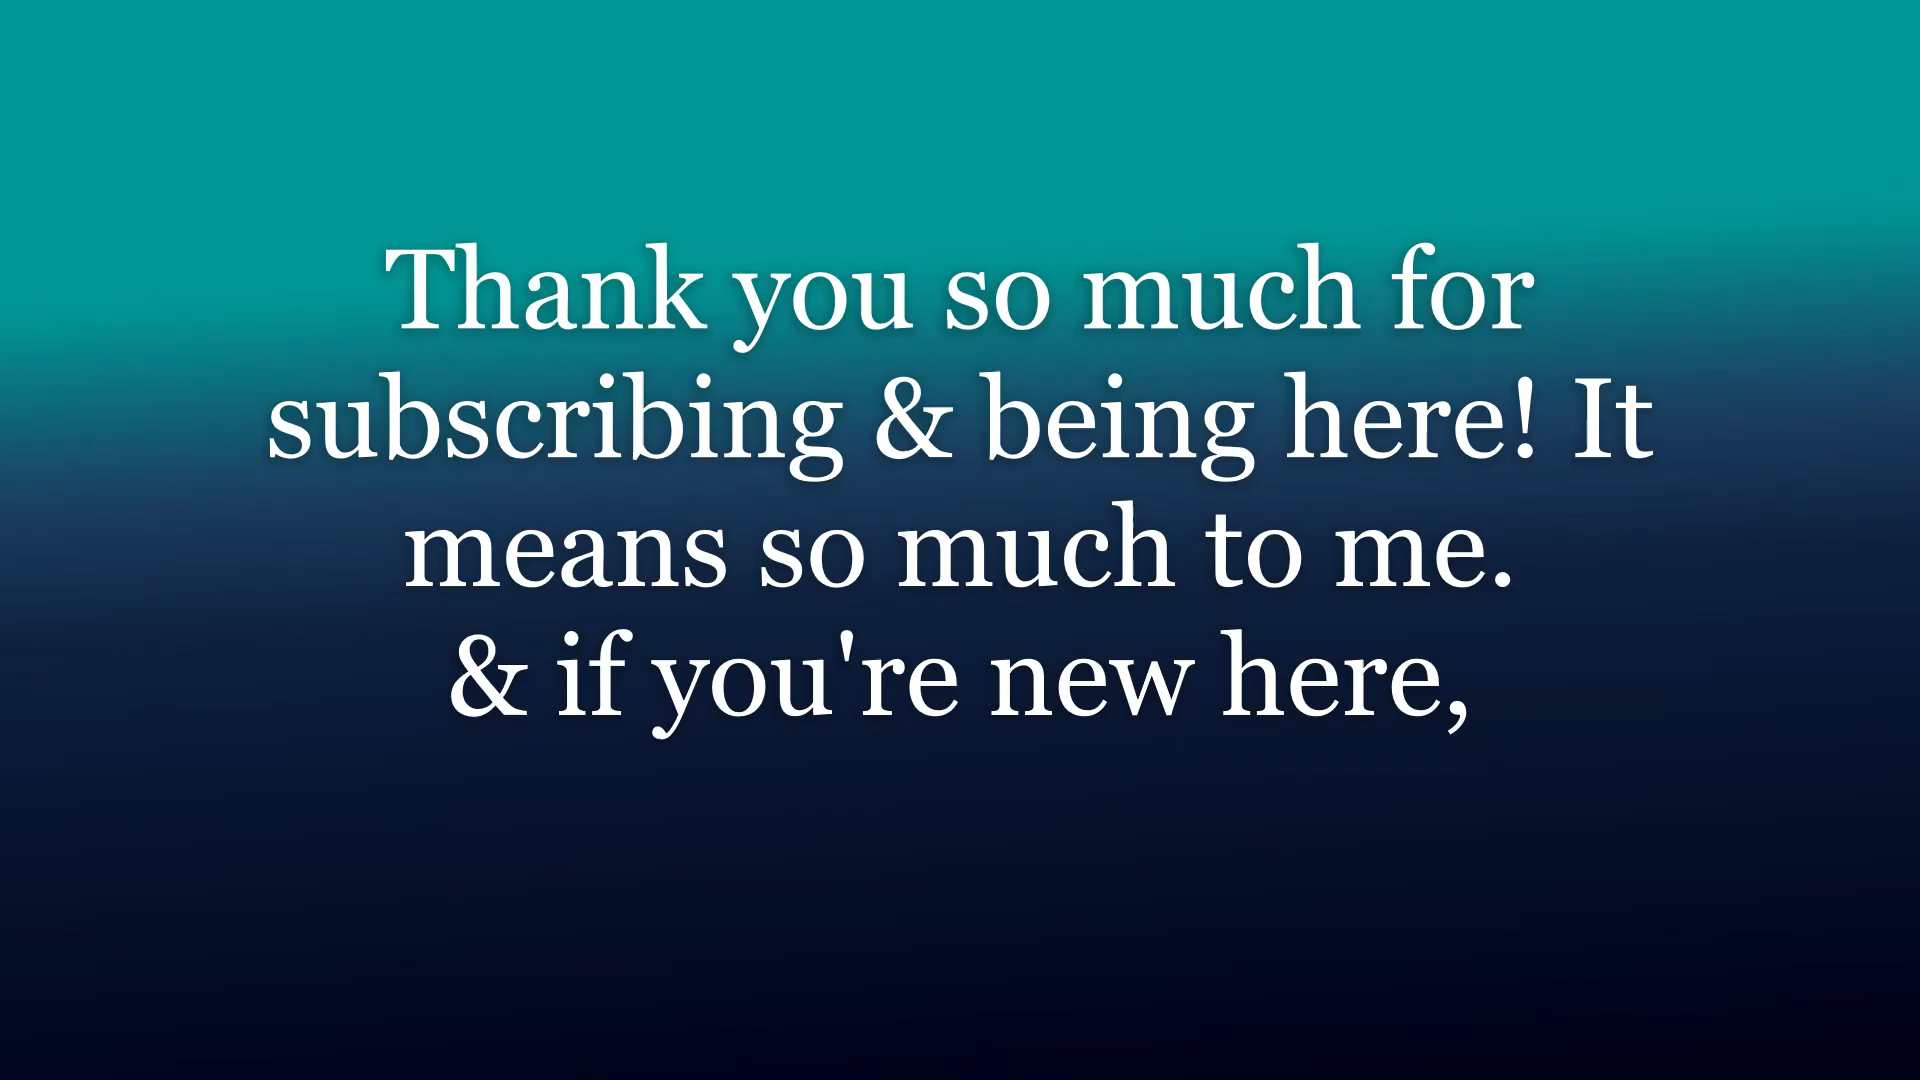 Thank you so much for
subscribing & being here! It
means so much to me.
& if you're new here,